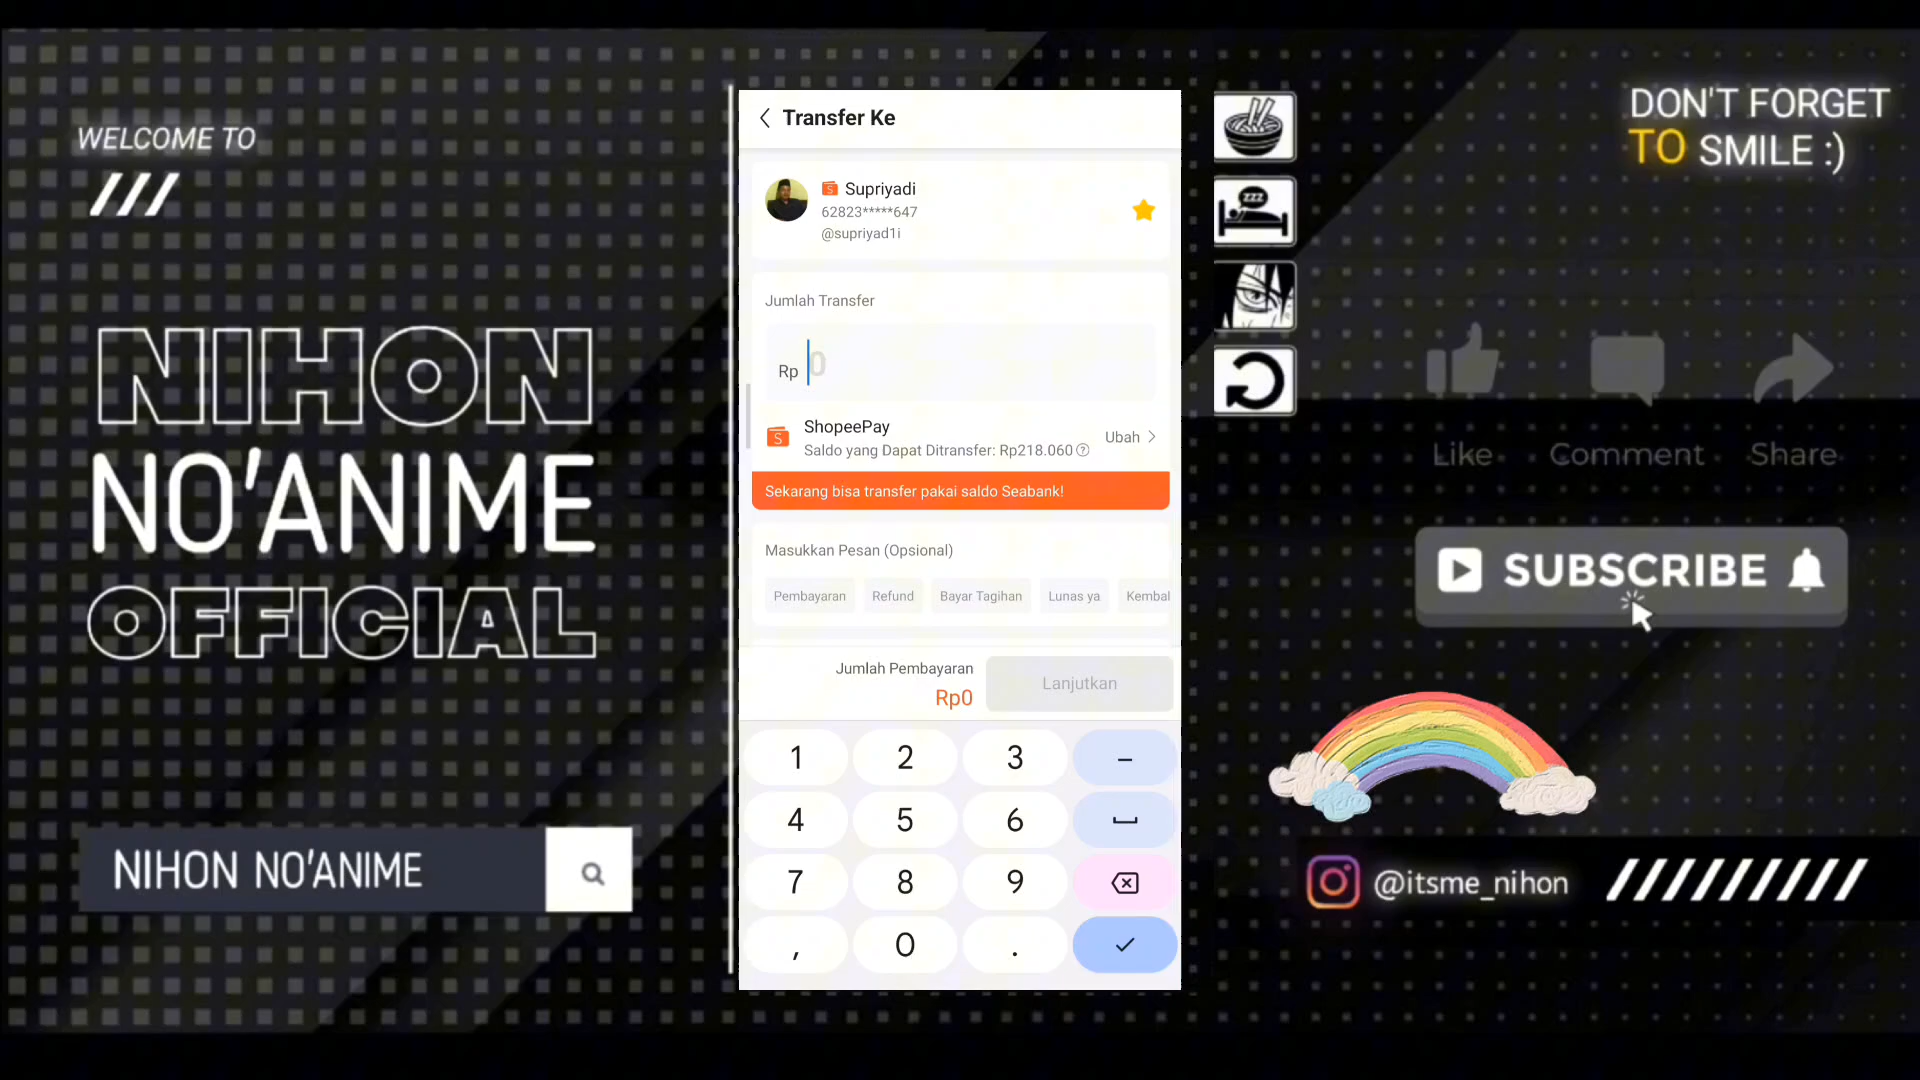 WELCOME TO
NIHON
NO'ANIME
OFFICIAL
NIHON NO'ANIME
Transfer Ke
Supriyadi
62823*****647
@supriyad1i
Jumlah Transfer
Rp 0
ShopeePay
Saldo yang Dapat Ditransfer: Rp218.060
Ubah
Sekarang bisa transfer pakai saldo Seabank!
Masukkan Pesan (Opsional)
Pembayaran Refund Bayar Tagihan Lunas ya Kembal
Jumlah Pembayaran
Rp0
Lanjutkan
1 2 3 -
4 5 6
7 8 9
, 0 .
zzz
DON'T FORGET
TO SMILE :)
Like Comment Share
SUBSCRIBE
@itsme_nihon